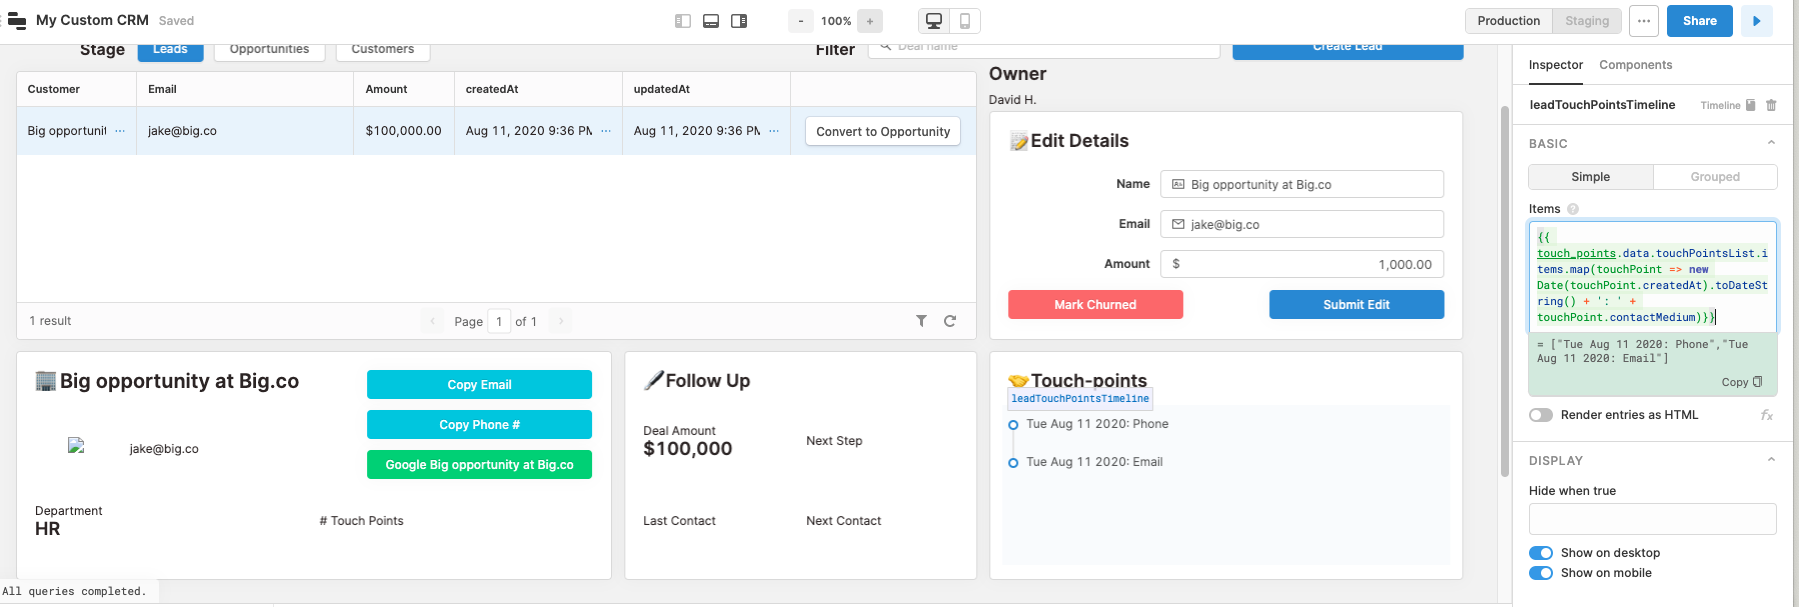 My Custom CRM Saved
- 100% +
Production Staging ... Share
Stage Leads Opportunities Customers Filter Deal name Create Lead
Customer Email Amount createdAt updatedAt
Big opportunit ... jake@big.co $100,000.00 Aug 11, 2020 9:36 PM ... Aug 11, 2020 9:36 PM ... Convert to Opportunity
1 result Page 1 of 1
Owner
David H.
📝Edit Details
Name Big opportunity at Big.co
Email jake@big.co
Amount $ 1,000.00
Mark Churned Submit Edit
🏢Big opportunity at Big.co
Copy Email
Copy Phone #
Google Big opportunity at Big.co
jake@big.co
Department
HR
# Touch Points
🖊Follow Up
Deal Amount
$100,000
Next Step
Last Contact Next Contact
🤝Touch-points
leadTouchPointsTimeline
Tue Aug 11 2020: Phone
Tue Aug 11 2020: Email
All queries completed.
Inspector Components
leadTouchPointsTimeline Timeline
BASIC
Simple Grouped
Items ?
{{
touch_points.data.touchPointsList.i
tems.map(touchPoint => new
Date(touchPoint.createdAt).toDateSt
ring() + ': ' +
touchPoint.contactMedium)}}
= ["Tue Aug 11 2020: Phone","Tue
Aug 11 2020: Email"]
Copy
Render entries as HTML fx
DISPLAY
Hide when true
Show on desktop
Show on mobile